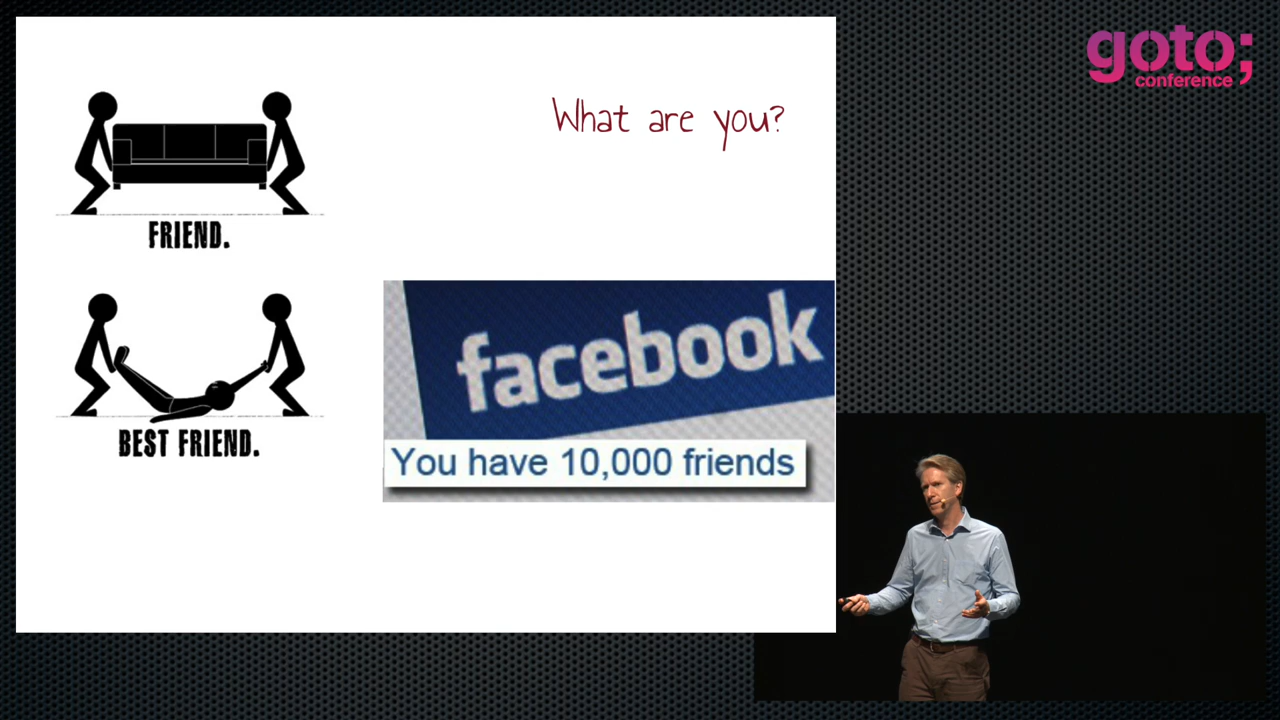 goto;
conference
What are you?
FRIEND.
BEST FRIEND.
facebook
You have 10,000 friends